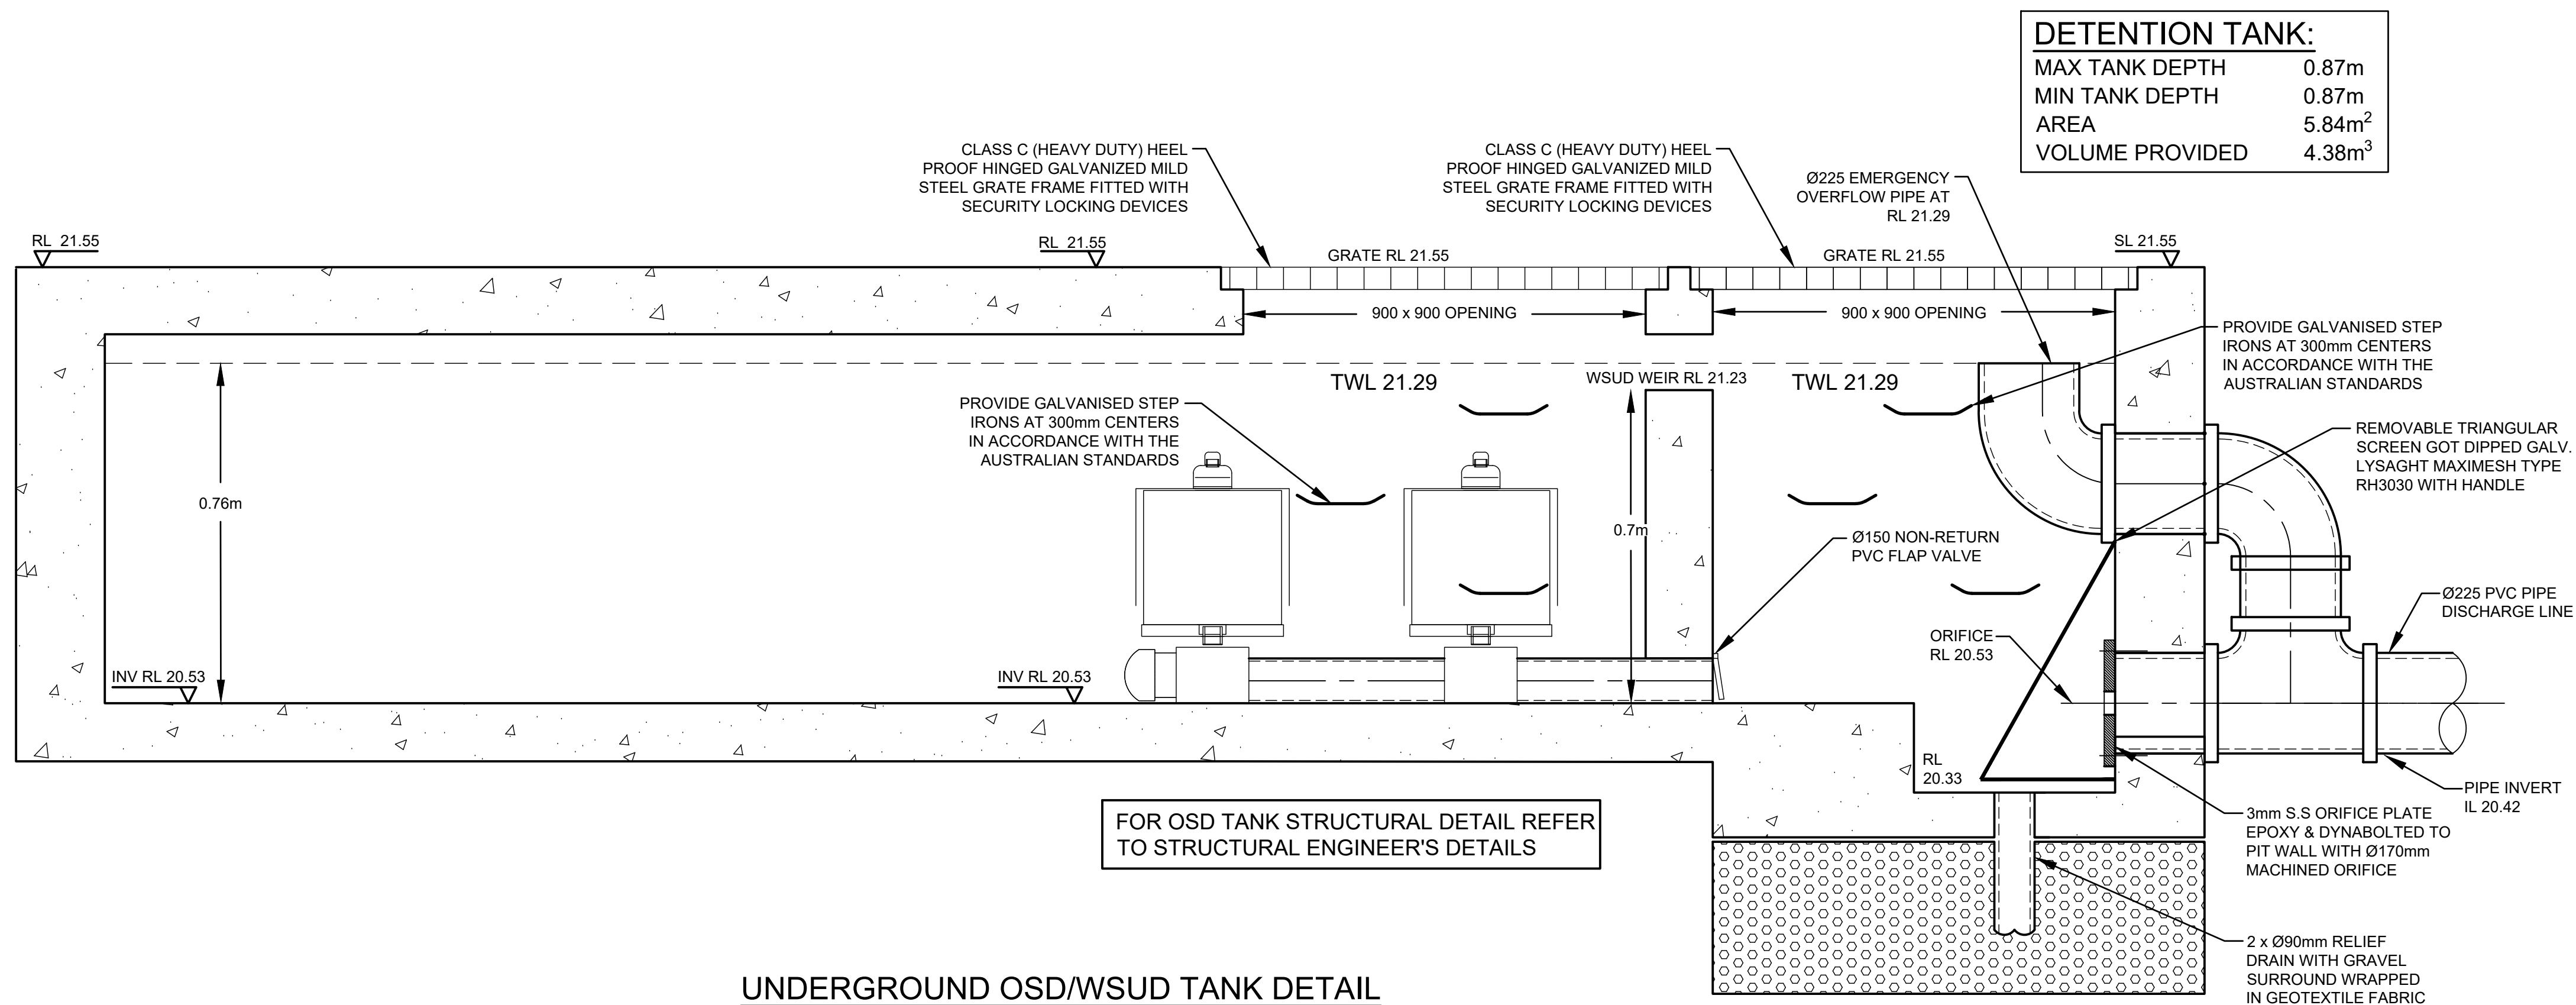 DETENTION TANK:
MAX TANK DEPTH 0.87m
MIN TANK DEPTH 0.87m
AREA 5.84m²
VOLUME PROVIDED 4.38m³
CLASS C (HEAVY DUTY) HEEL
PROOF HINGED GALVANIZED MILD
STEEL GRATE FRAME FITTED WITH
SECURITY LOCKING DEVICES
CLASS C (HEAVY DUTY) HEEL
PROOF HINGED GALVANIZED MILD
STEEL GRATE FRAME FITTED WITH
SECURITY LOCKING DEVICES
Ø225 EMERGENCY
OVERFLOW PIPE AT
RL 21.29
RL 21.55
RL 21.55
GRATE RL 21.55
GRATE RL 21.55
SL 21.55
900 x 900 OPENING
900 x 900 OPENING
PROVIDE GALVANISED STEP
IRONS AT 300mm CENTERS
IN ACCORDANCE WITH THE
AUSTRALIAN STANDARDS
TWL 21.29
WSUD WEIR RL 21.23
TWL 21.29
PROVIDE GALVANISED STEP
IRONS AT 300mm CENTERS
IN ACCORDANCE WITH THE
AUSTRALIAN STANDARDS
REMOVABLE TRIANGULAR
SCREEN GOT DIPPED GALV.
LYSAGHT MAXIMESH TYPE
RH3030 WITH HANDLE
0.76m
0.7m
Ø150 NON-RETURN
PVC FLAP VALVE
Ø225 PVC PIPE
DISCHARGE LINE
ORIFICE
RL 20.53
INV RL 20.53
INV RL 20.53
RL
20.33
PIPE INVERT
IL 20.42
3mm S.S ORIFICE PLATE
EPOXY & DYNABOLTED TO
PIT WALL WITH Ø170mm
MACHINED ORIFICE
FOR OSD TANK STRUCTURAL DETAIL REFER
TO STRUCTURAL ENGINEER'S DETAILS
2 x Ø90mm RELIEF
DRAIN WITH GRAVEL
SURROUND WRAPPED
IN GEOTEXTILE FABRIC
UNDERGROUND OSD/WSUD TANK DETAIL